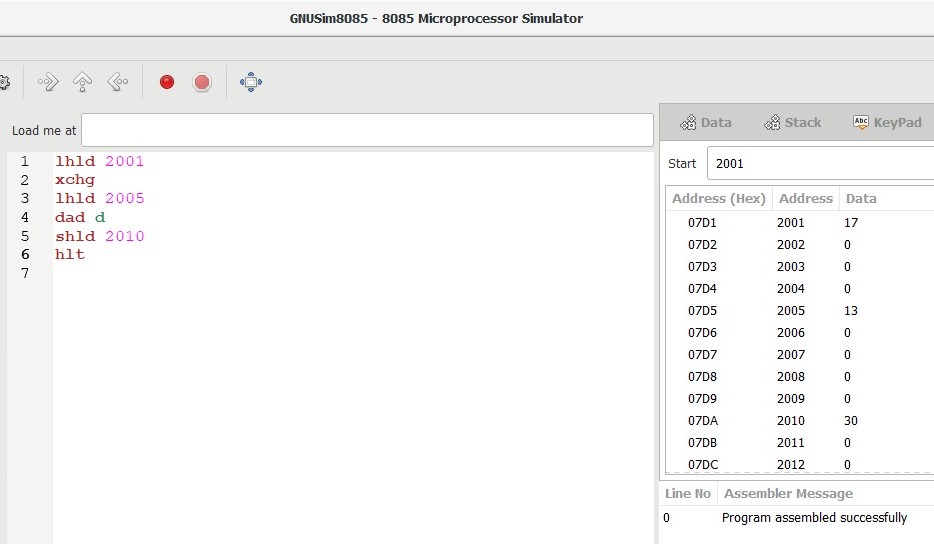 GNUSim8085 - 8085 Microprocessor Simulator
Load me at
1 lhld 2001
2 xchg
3 lhld 2005
4 dad d
5 shld 2010
6 hlt
7
Data Stack Abc KeyPad
Start 2001
Address (Hex) Address Data
07D1 2001 17
07D2 2002 0
07D3 2003 0
07D4 2004 0
07D5 2005 13
07D6 2006 0
07D7 2007 0
07D8 2008 0
07D9 2009 0
07DA 2010 30
07DB 2011 0
07DC 2012 0
Line No Assembler Message
0 Program assembled successfully